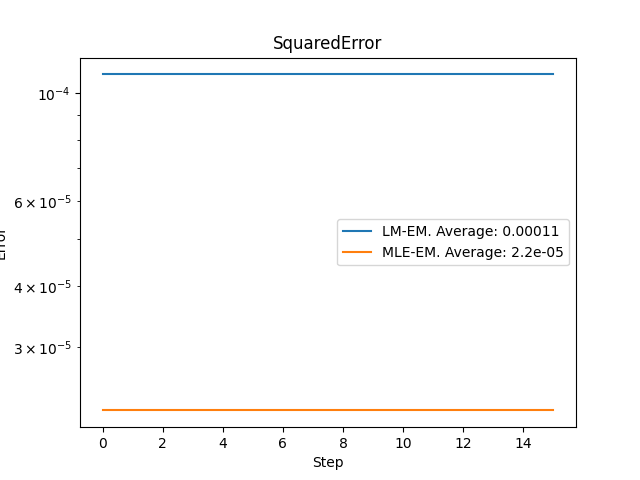 SquaredError
10⁻⁴
6 × 10⁻⁵
4 × 10⁻⁵
3 × 10⁻⁵
Error
LM-EM. Average: 0.00011
MLE-EM. Average: 2.2e-05
0 2 4 6 8 10 12 14
Step